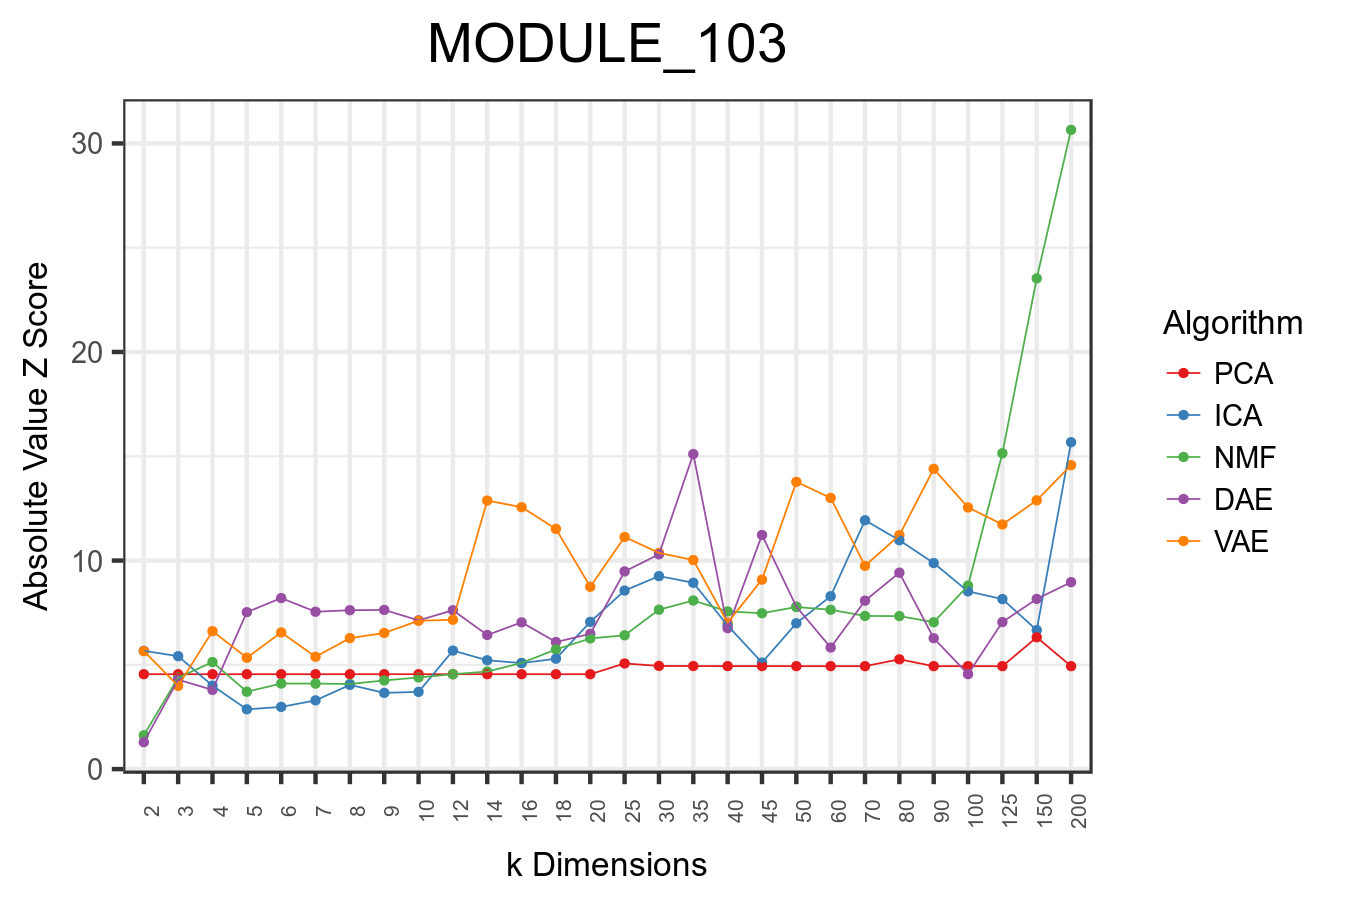 MODULE_103
Absolute Value Z Score
30
20
10
0
2 3 4 5 6 7 8 9 10 12 14 16 18 20 25 30 35 40 45 50 60 70 80 90 100 125 150 200
k Dimensions
Algorithm
PCA
ICA
NMF
DAE
VAE